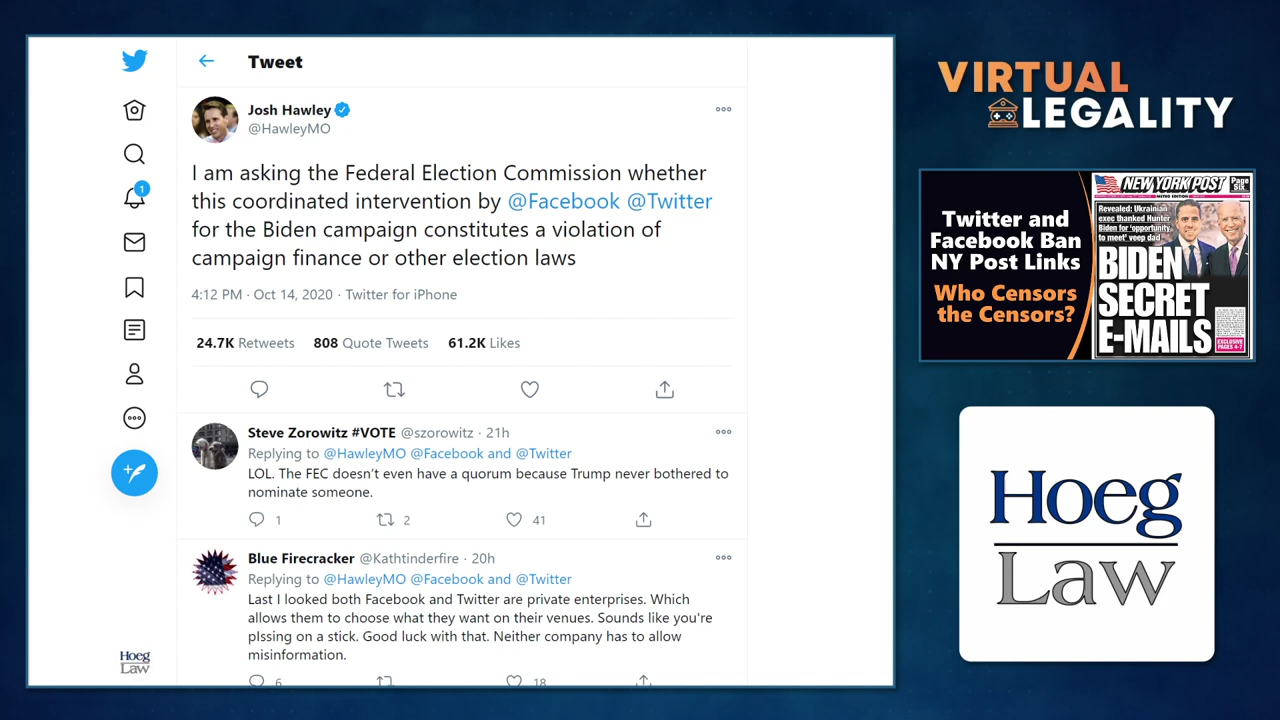 Tweet
Josh Hawley
@HawleyMO
I am asking the Federal Election Commission whether
this coordinated intervention by @Facebook @Twitter
for the Biden campaign constitutes a violation of
campaign finance or other election laws
4:12 PM · Oct 14, 2020 · Twitter for iPhone
24.7K Retweets 808 Quote Tweets 61.2K Likes
Steve Zorowitz #VOTE @szorowitz · 21h
Replying to @HawleyMO @Facebook and @Twitter
LOL. The FEC doesn't even have a quorum because Trump never bothered to
nominate someone.
1 2 41
Blue Firecracker @Kathtinderfire · 20h
Replying to @HawleyMO @Facebook and @Twitter
Last I looked both Facebook and Twitter are private enterprises. Which
allows them to choose what they want on their venues. Sounds like you're
pIssing on a stick. Good luck with that. Neither company has to allow
misinformation.
6 18
1
Hoeg
Law
VIRTUAL
LEGALITY
Twitter and
Facebook Ban
NY Post Links
Who Censors
the Censors?
NEW YORK POST
Page
Six
Revealed: Ukrainian
exec thanked Hunter
Biden for 'opportunity
to meet' veep dad
BIDEN
SECRET
E-MAILS
EXCLUSIVE
PAGES 4-7
Hoeg
Law